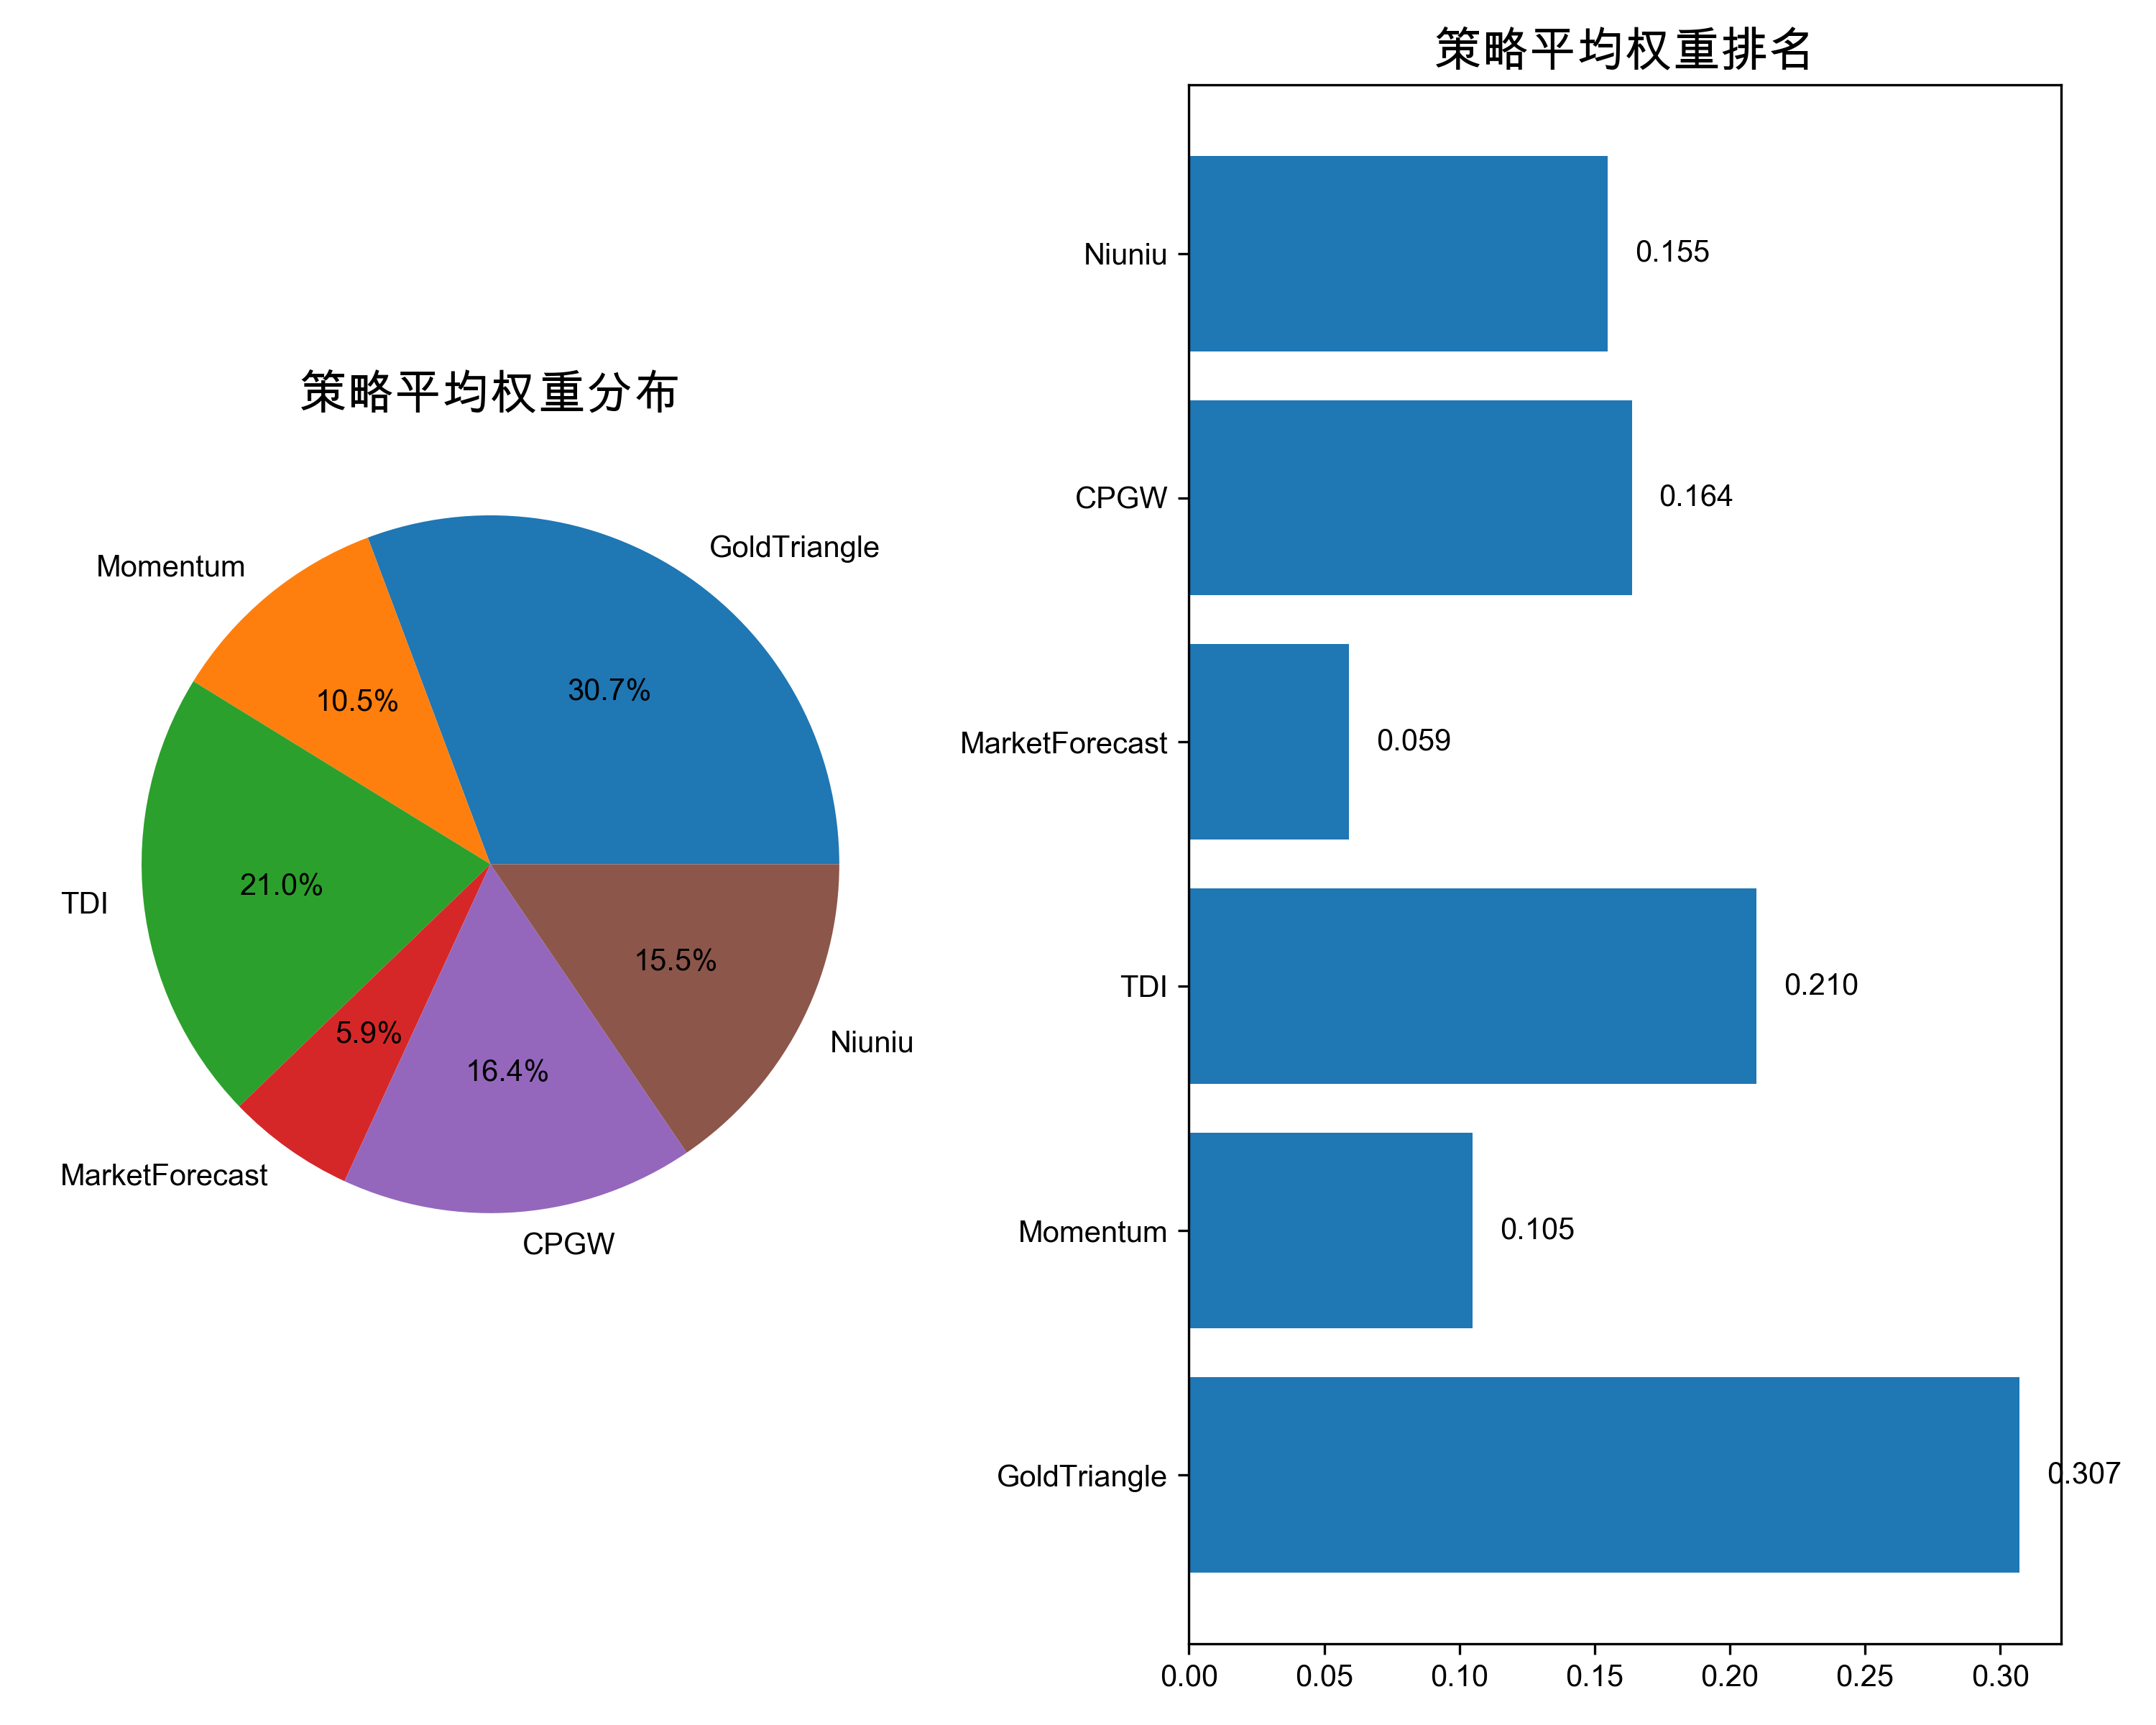 策略平均权重分布
GoldTriangle
Momentum
30.7%
10.5%
TDI
21.0%
15.5%
5.9%
16.4%
Niuniu
MarketForecast
CPGW
策略平均权重排名
Niuniu
0.155
CPGW
0.164
MarketForecast
0.059
TDI
0.210
Momentum
0.105
GoldTriangle
0.307
0.00 0.05 0.10 0.15 0.20 0.25 0.30